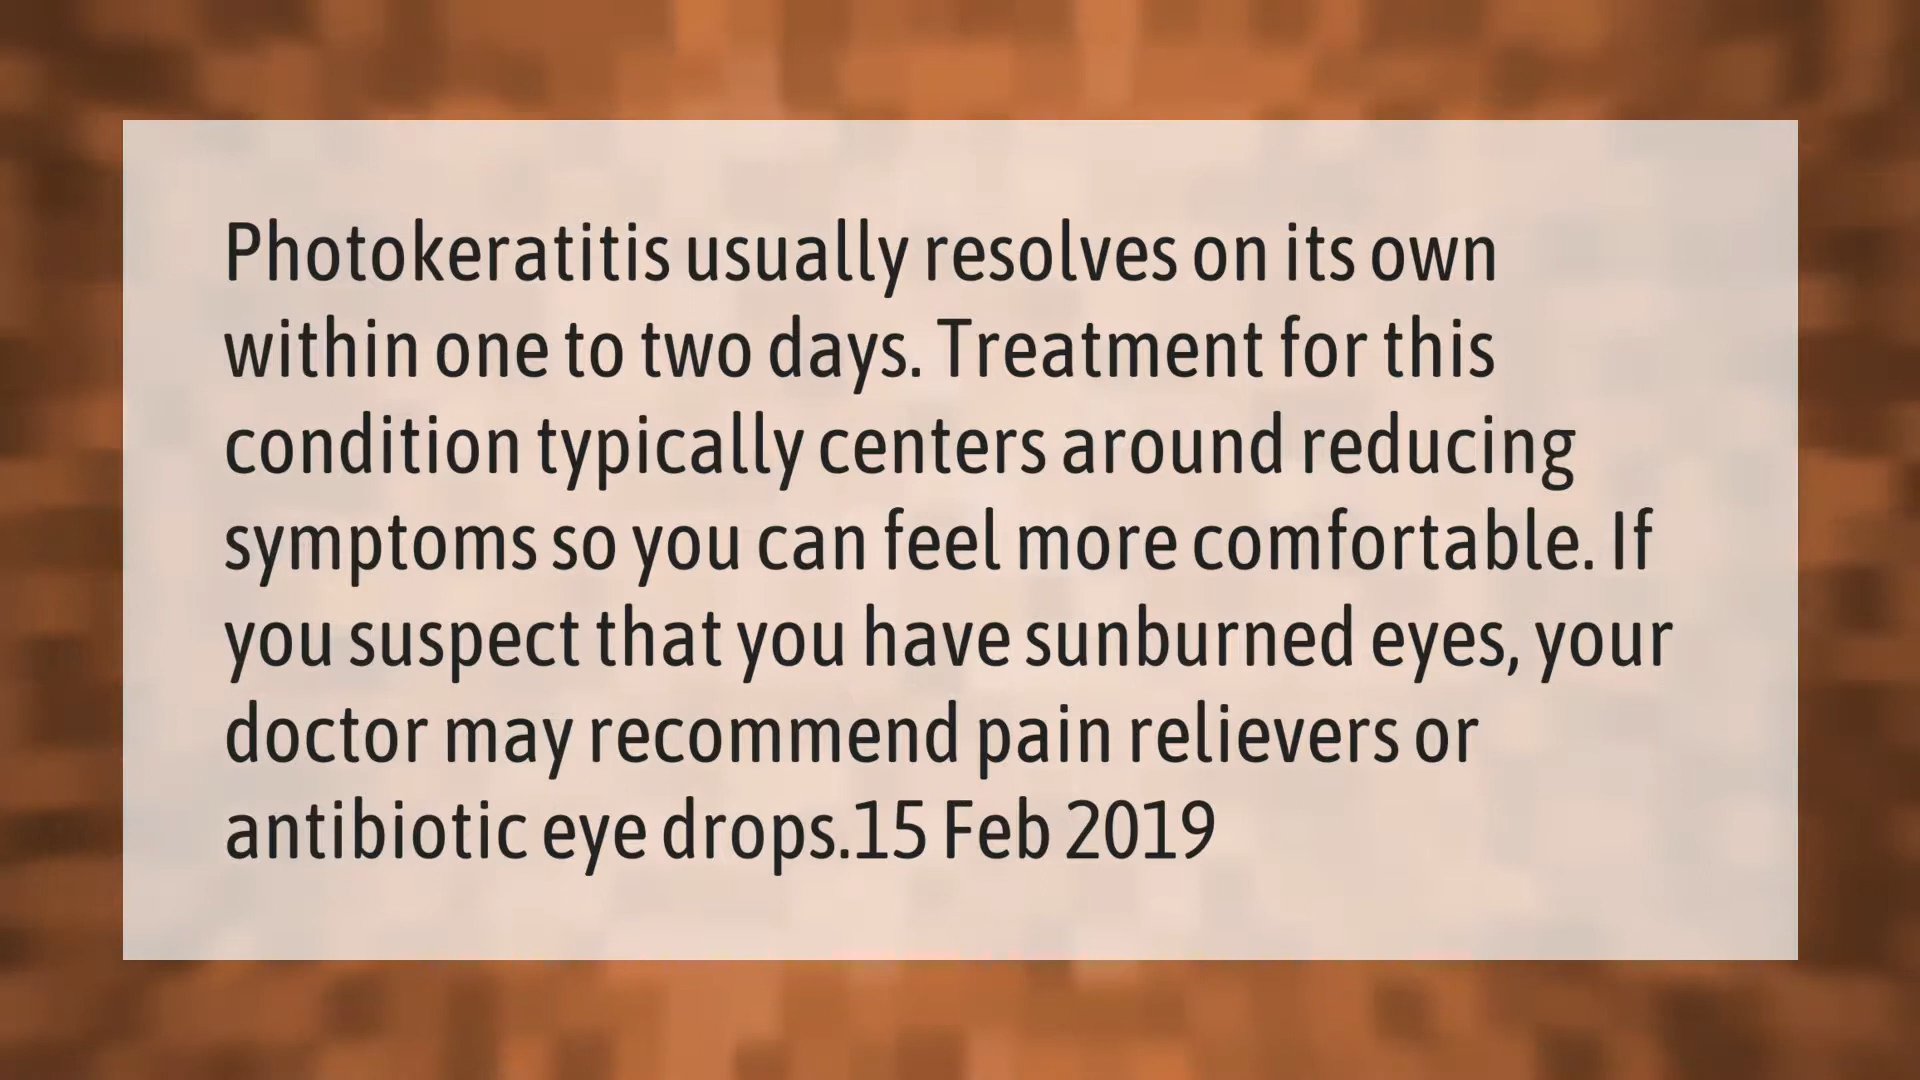 Photokeratitis usually resolves on its own
within one to two days. Treatment for this
condition typically centers around reducing
symptoms so you can feel more comfortable. If
you suspect that you have sunburned eyes, your
doctor may recommend pain relievers or
antibiotic eye drops.15 Feb 2019